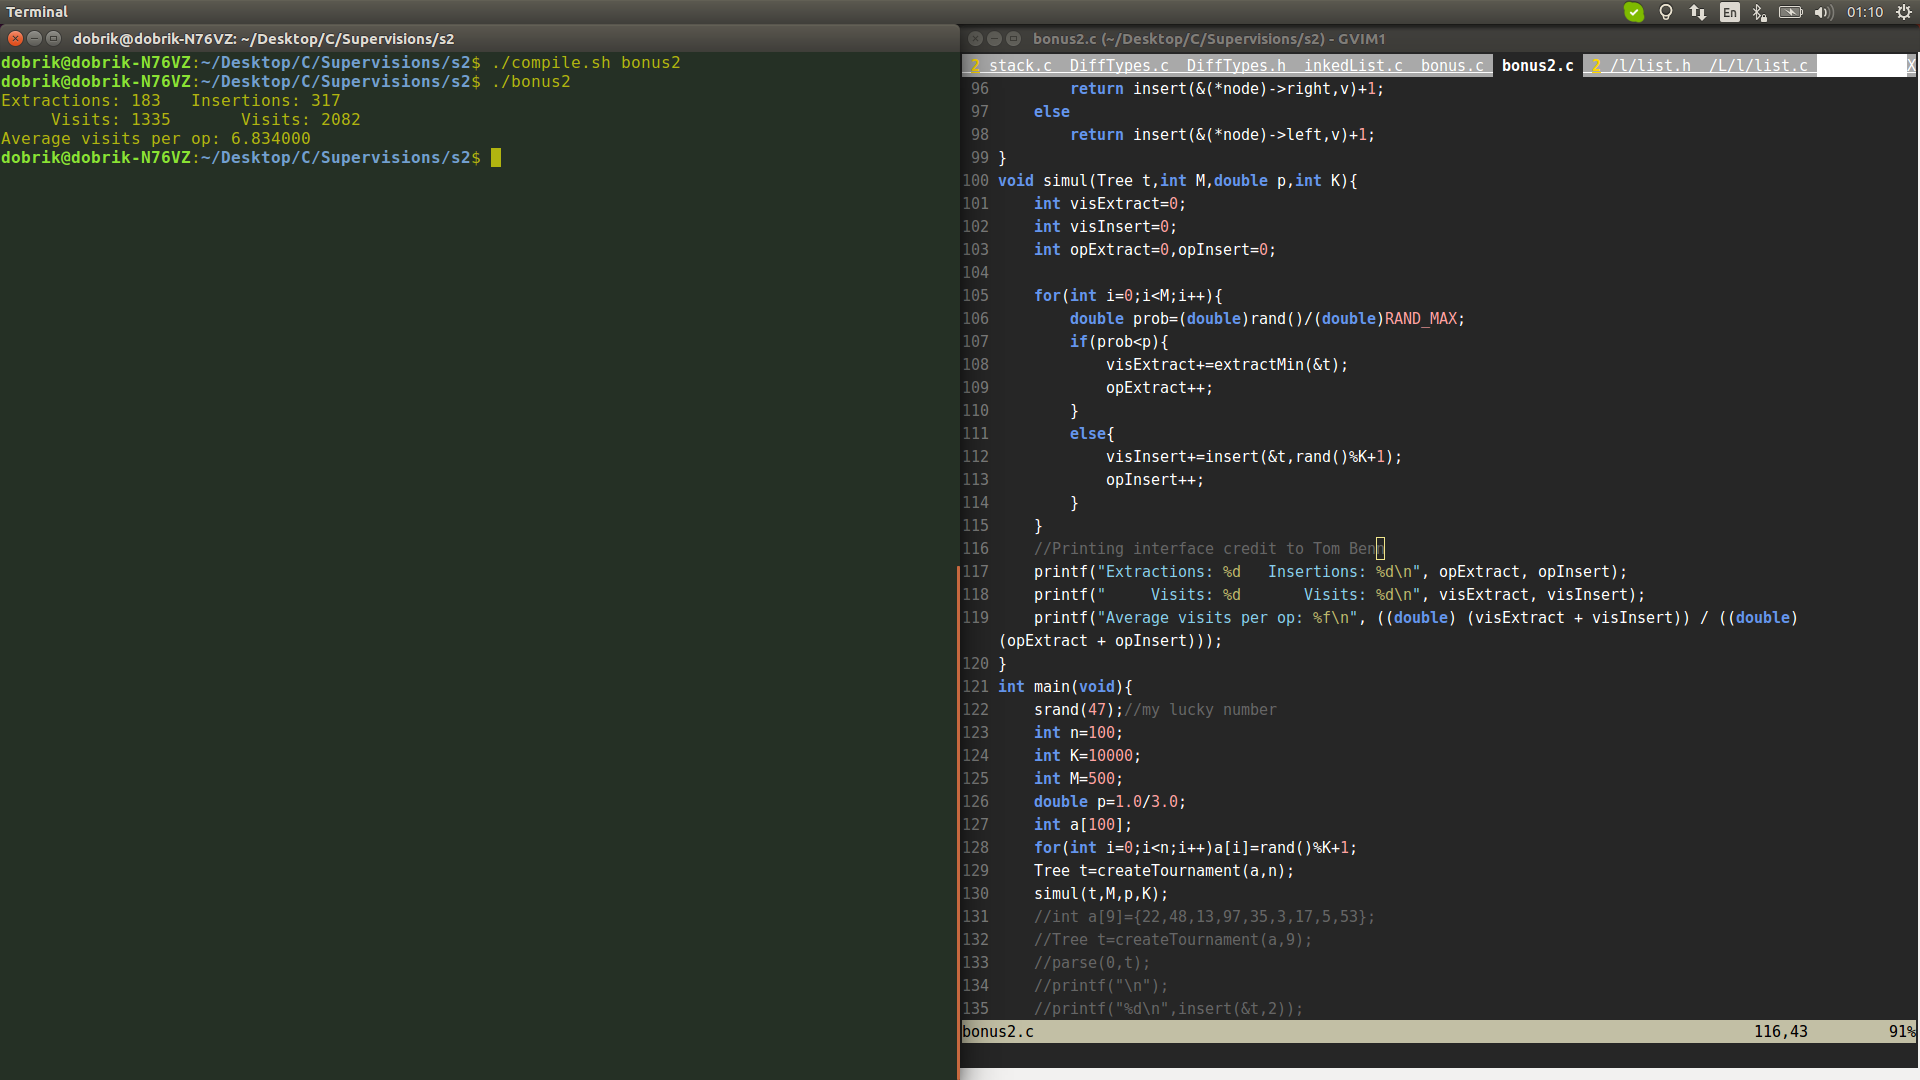 Terminal
En
01:10
dobrik@dobrik-N76VZ: ~/Desktop/C/Supervisions/s2
dobrik@dobrik-N76VZ:~/Desktop/C/Supervisions/s2$ ./compile.sh bonus2
dobrik@dobrik-N76VZ:~/Desktop/C/Supervisions/s2$ ./bonus2
Extractions: 183   Insertions: 317
     Visits: 1335       Visits: 2082
Average visits per op: 6.834000
dobrik@dobrik-N76VZ:~/Desktop/C/Supervisions/s2$
bonus2.c (~/Desktop/C/Supervisions/s2) - GVIM1
2 stack.c  DiffTypes.c  DiffTypes.h  inkedList.c  bonus.c  bonus2.c  2 /l/list.h  /L/l/list.c  X
96         return insert(&(*node)->right,v)+1;
97     else
98         return insert(&(*node)->left,v)+1;
99 }
100 void simul(Tree t,int M,double p,int K){
101     int visExtract=0;
102     int visInsert=0;
103     int opExtract=0,opInsert=0;
104
105     for(int i=0;i<M;i++){
106         double prob=(double)rand()/(double)RAND_MAX;
107         if(prob<p){
108             visExtract+=extractMin(&t);
109             opExtract++;
110         }
111         else{
112             visInsert+=insert(&t,rand()%K+1);
113             opInsert++;
114         }
115     }
116     //Printing interface credit to Tom Benn
117     printf("Extractions: %d   Insertions: %d\n", opExtract, opInsert);
118     printf("     Visits: %d       Visits: %d\n", visExtract, visInsert);
119     printf("Average visits per op: %f\n", ((double) (visExtract + visInsert)) / ((double)
(opExtract + opInsert)));
120 }
121 int main(void){
122     srand(47);//my lucky number
123     int n=100;
124     int K=10000;
125     int M=500;
126     double p=1.0/3.0;
127     int a[100];
128     for(int i=0;i<n;i++)a[i]=rand()%K+1;
129     Tree t=createTournament(a,n);
130     simul(t,M,p,K);
131     //int a[9]={22,48,13,97,35,3,17,5,53};
132     //Tree t=createTournament(a,9);
133     //parse(0,t);
134     //printf("\n");
135     //printf("%d\n",insert(&t,2));
bonus2.c                    116,43         91%